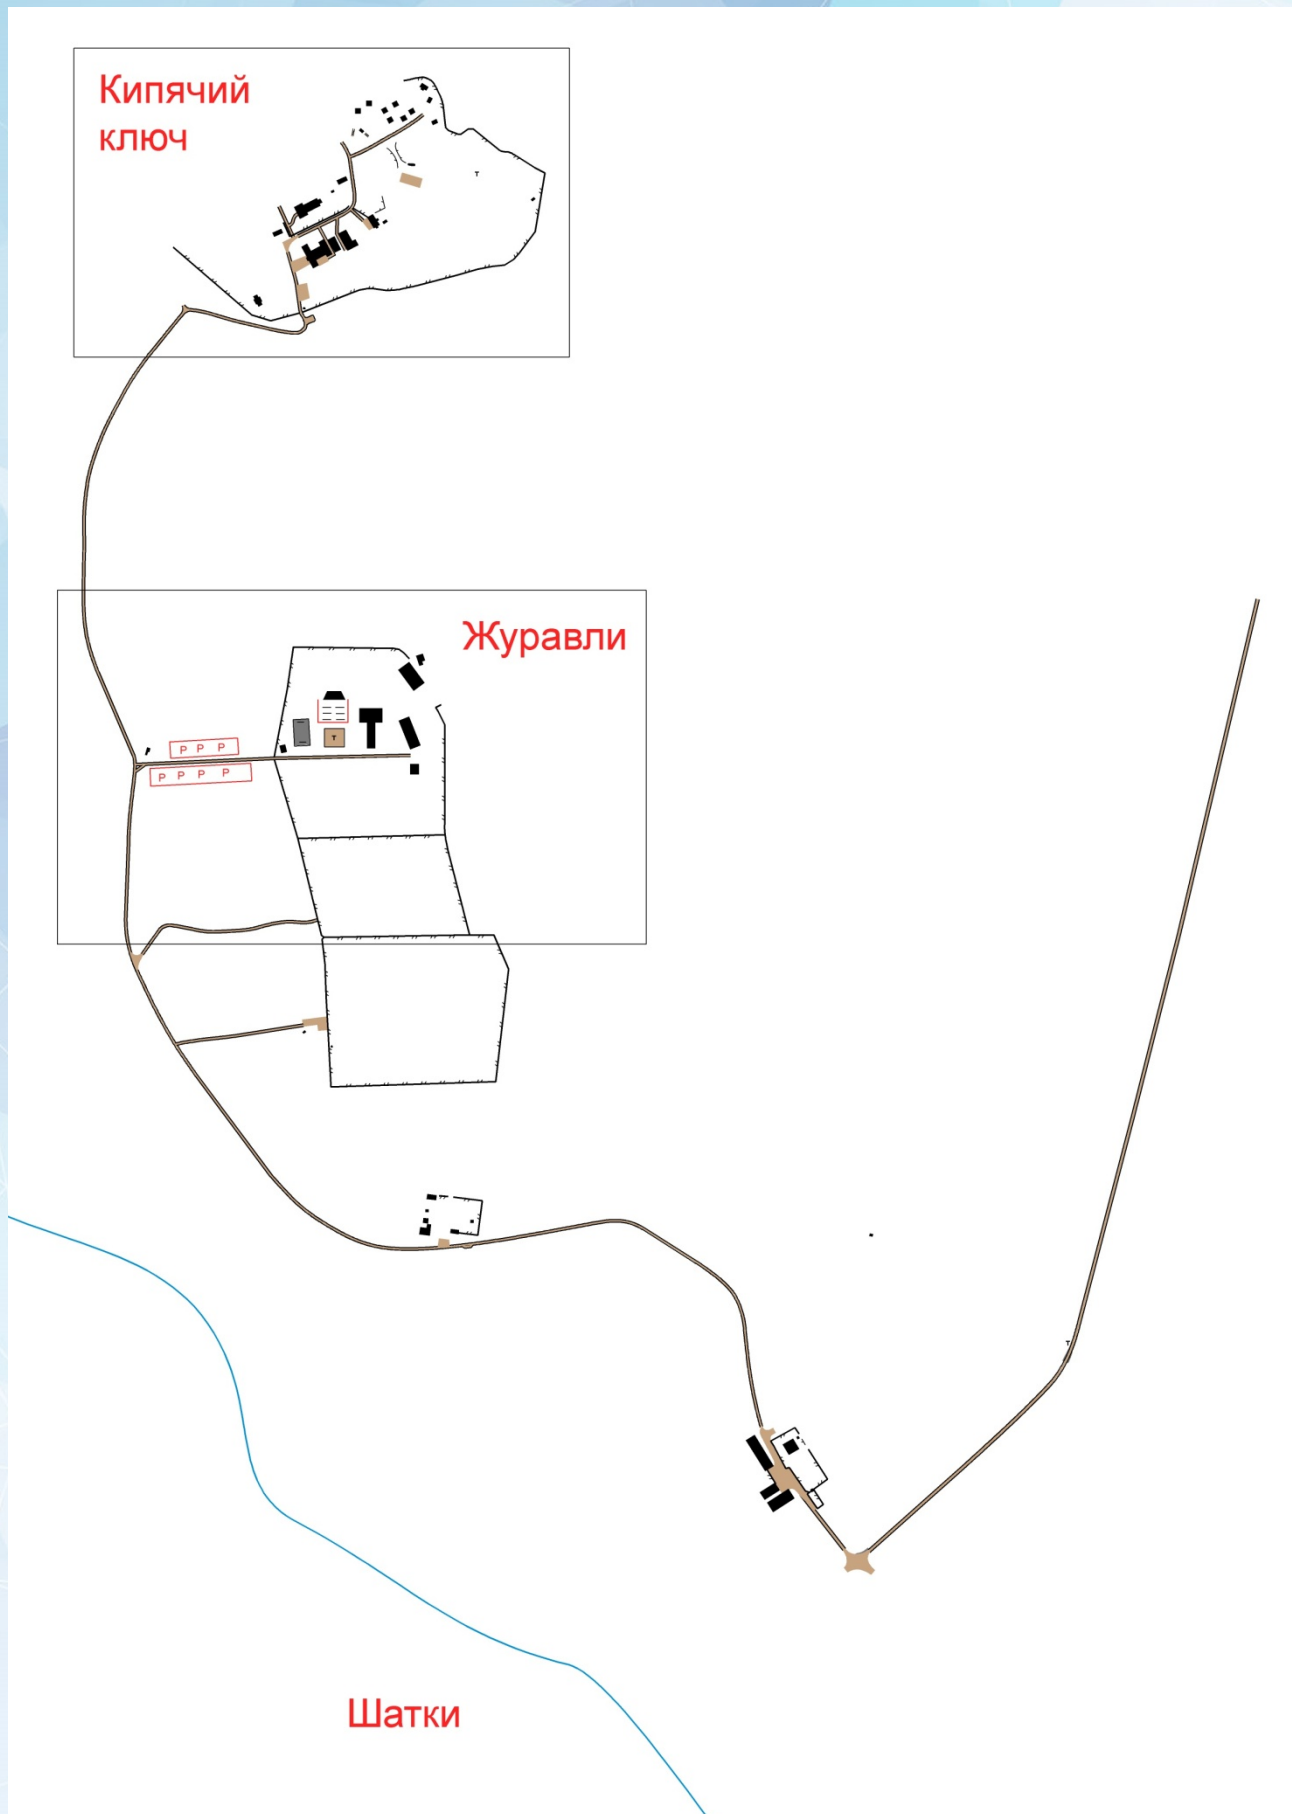 Кипячий
ключ
Журавли
Р Р Р
Р Р Р Р
Шатки